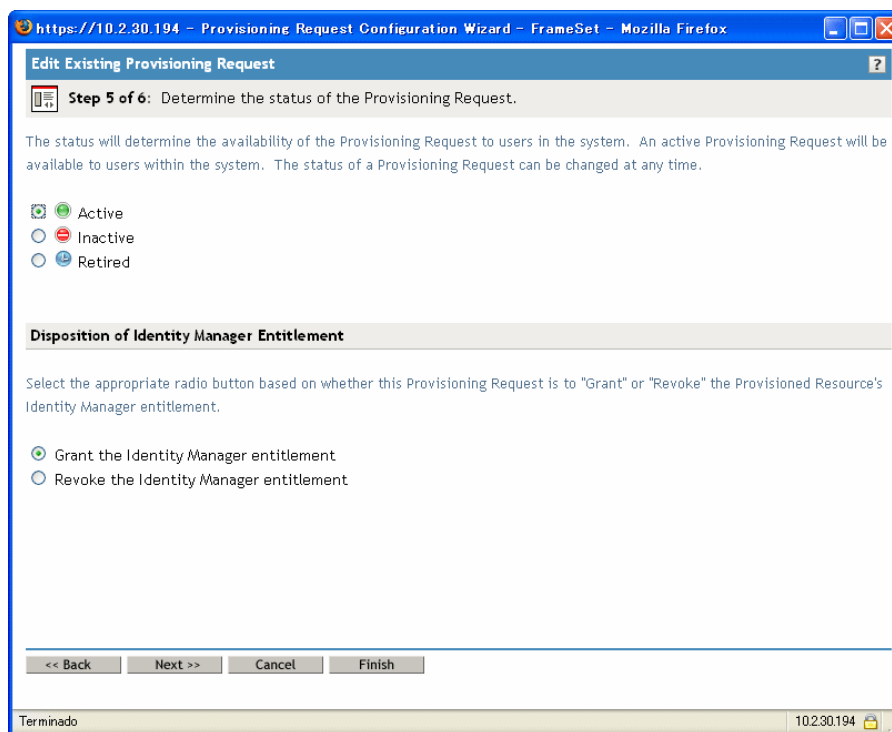 https://10.2.30.194 - Provisioning Request Configuration Wizard - FrameSet - Mozilla Firefox
Edit Existing Provisioning Request
?
Step 5 of 6: Determine the status of the Provisioning Request.
The status will determine the availability of the Provisioning Request to users in the system. An active Provisioning Request will be
available to users within the system. The status of a Provisioning Request can be changed at any time.
Active
Inactive
Retired
Disposition of Identity Manager Entitlement
Select the appropriate radio button based on whether this Provisioning Request is to "Grant" or "Revoke" the Provisioned Resource's
Identity Manager entitlement.
Grant the Identity Manager entitlement
Revoke the Identity Manager entitlement
<< Back Next >> Cancel Finish
Terminado 10.2.30.194